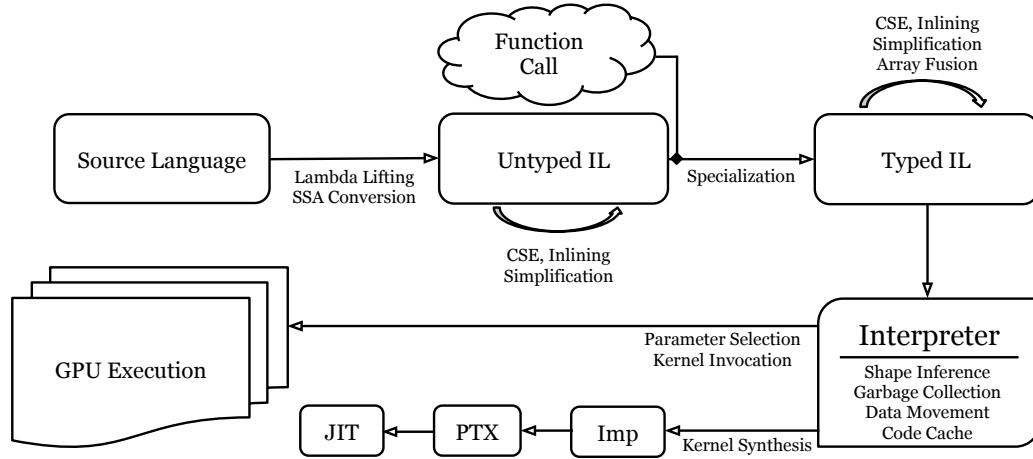 Function
Call
CSE, Inlining
Simplification
Array Fusion
Source Language
Lambda Lifting
SSA Conversion
Untyped IL
Specialization
Typed IL
CSE, Inlining
Simplification
GPU Execution
Parameter Selection
Kernel Invocation
Interpreter
Shape Inference
Garbage Collection
Data Movement
Code Cache
JIT
PTX
Imp
Kernel Synthesis